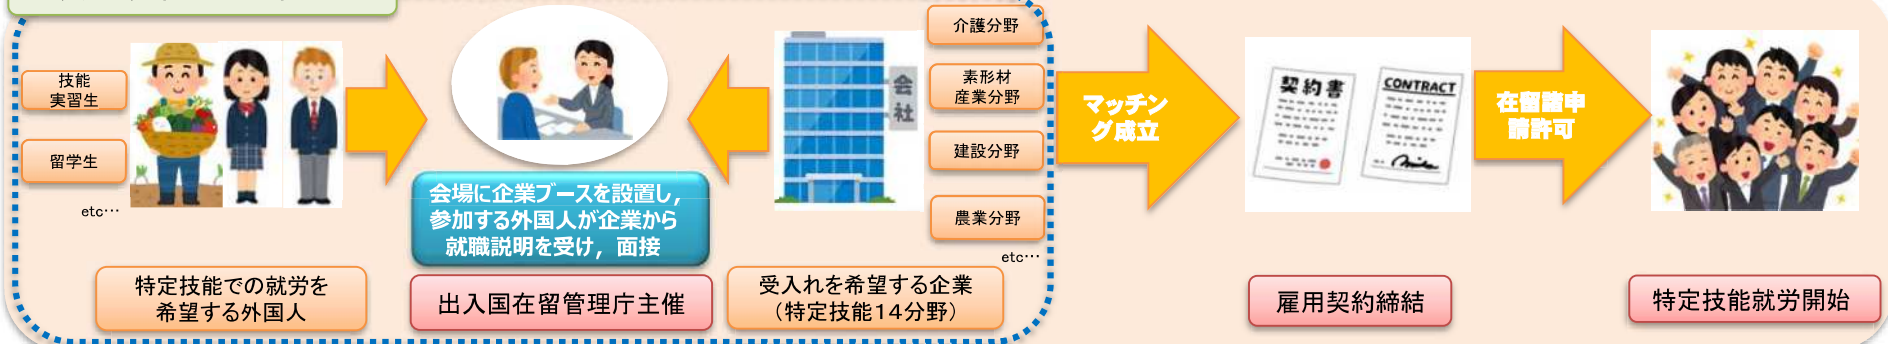 技能
実習生
留学生
etc…
特定技能での就労を
希望する外国人
会場に企業ブースを設置し，
参加する外国人が企業から
就職説明を受け，面接
出入国在留管理庁主催
会社
介護分野
素形材
産業分野
建設分野
農業分野
etc…
受入れを希望する企業
（特定技能１４分野）
マッチン
グ成立
契約書
CONTRACT
雇用契約締結
在留諸申
請許可
特定技能就労開始